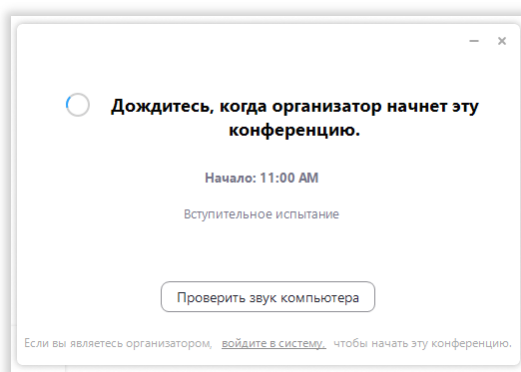 Дождитесь, когда организатор начнет эту
конференцию.
Начало: 11:00 AM
Вступительное испытание
Проверить звук компьютера
Если вы являетесь организатором, войдите в систему, чтобы начать эту конференцию.